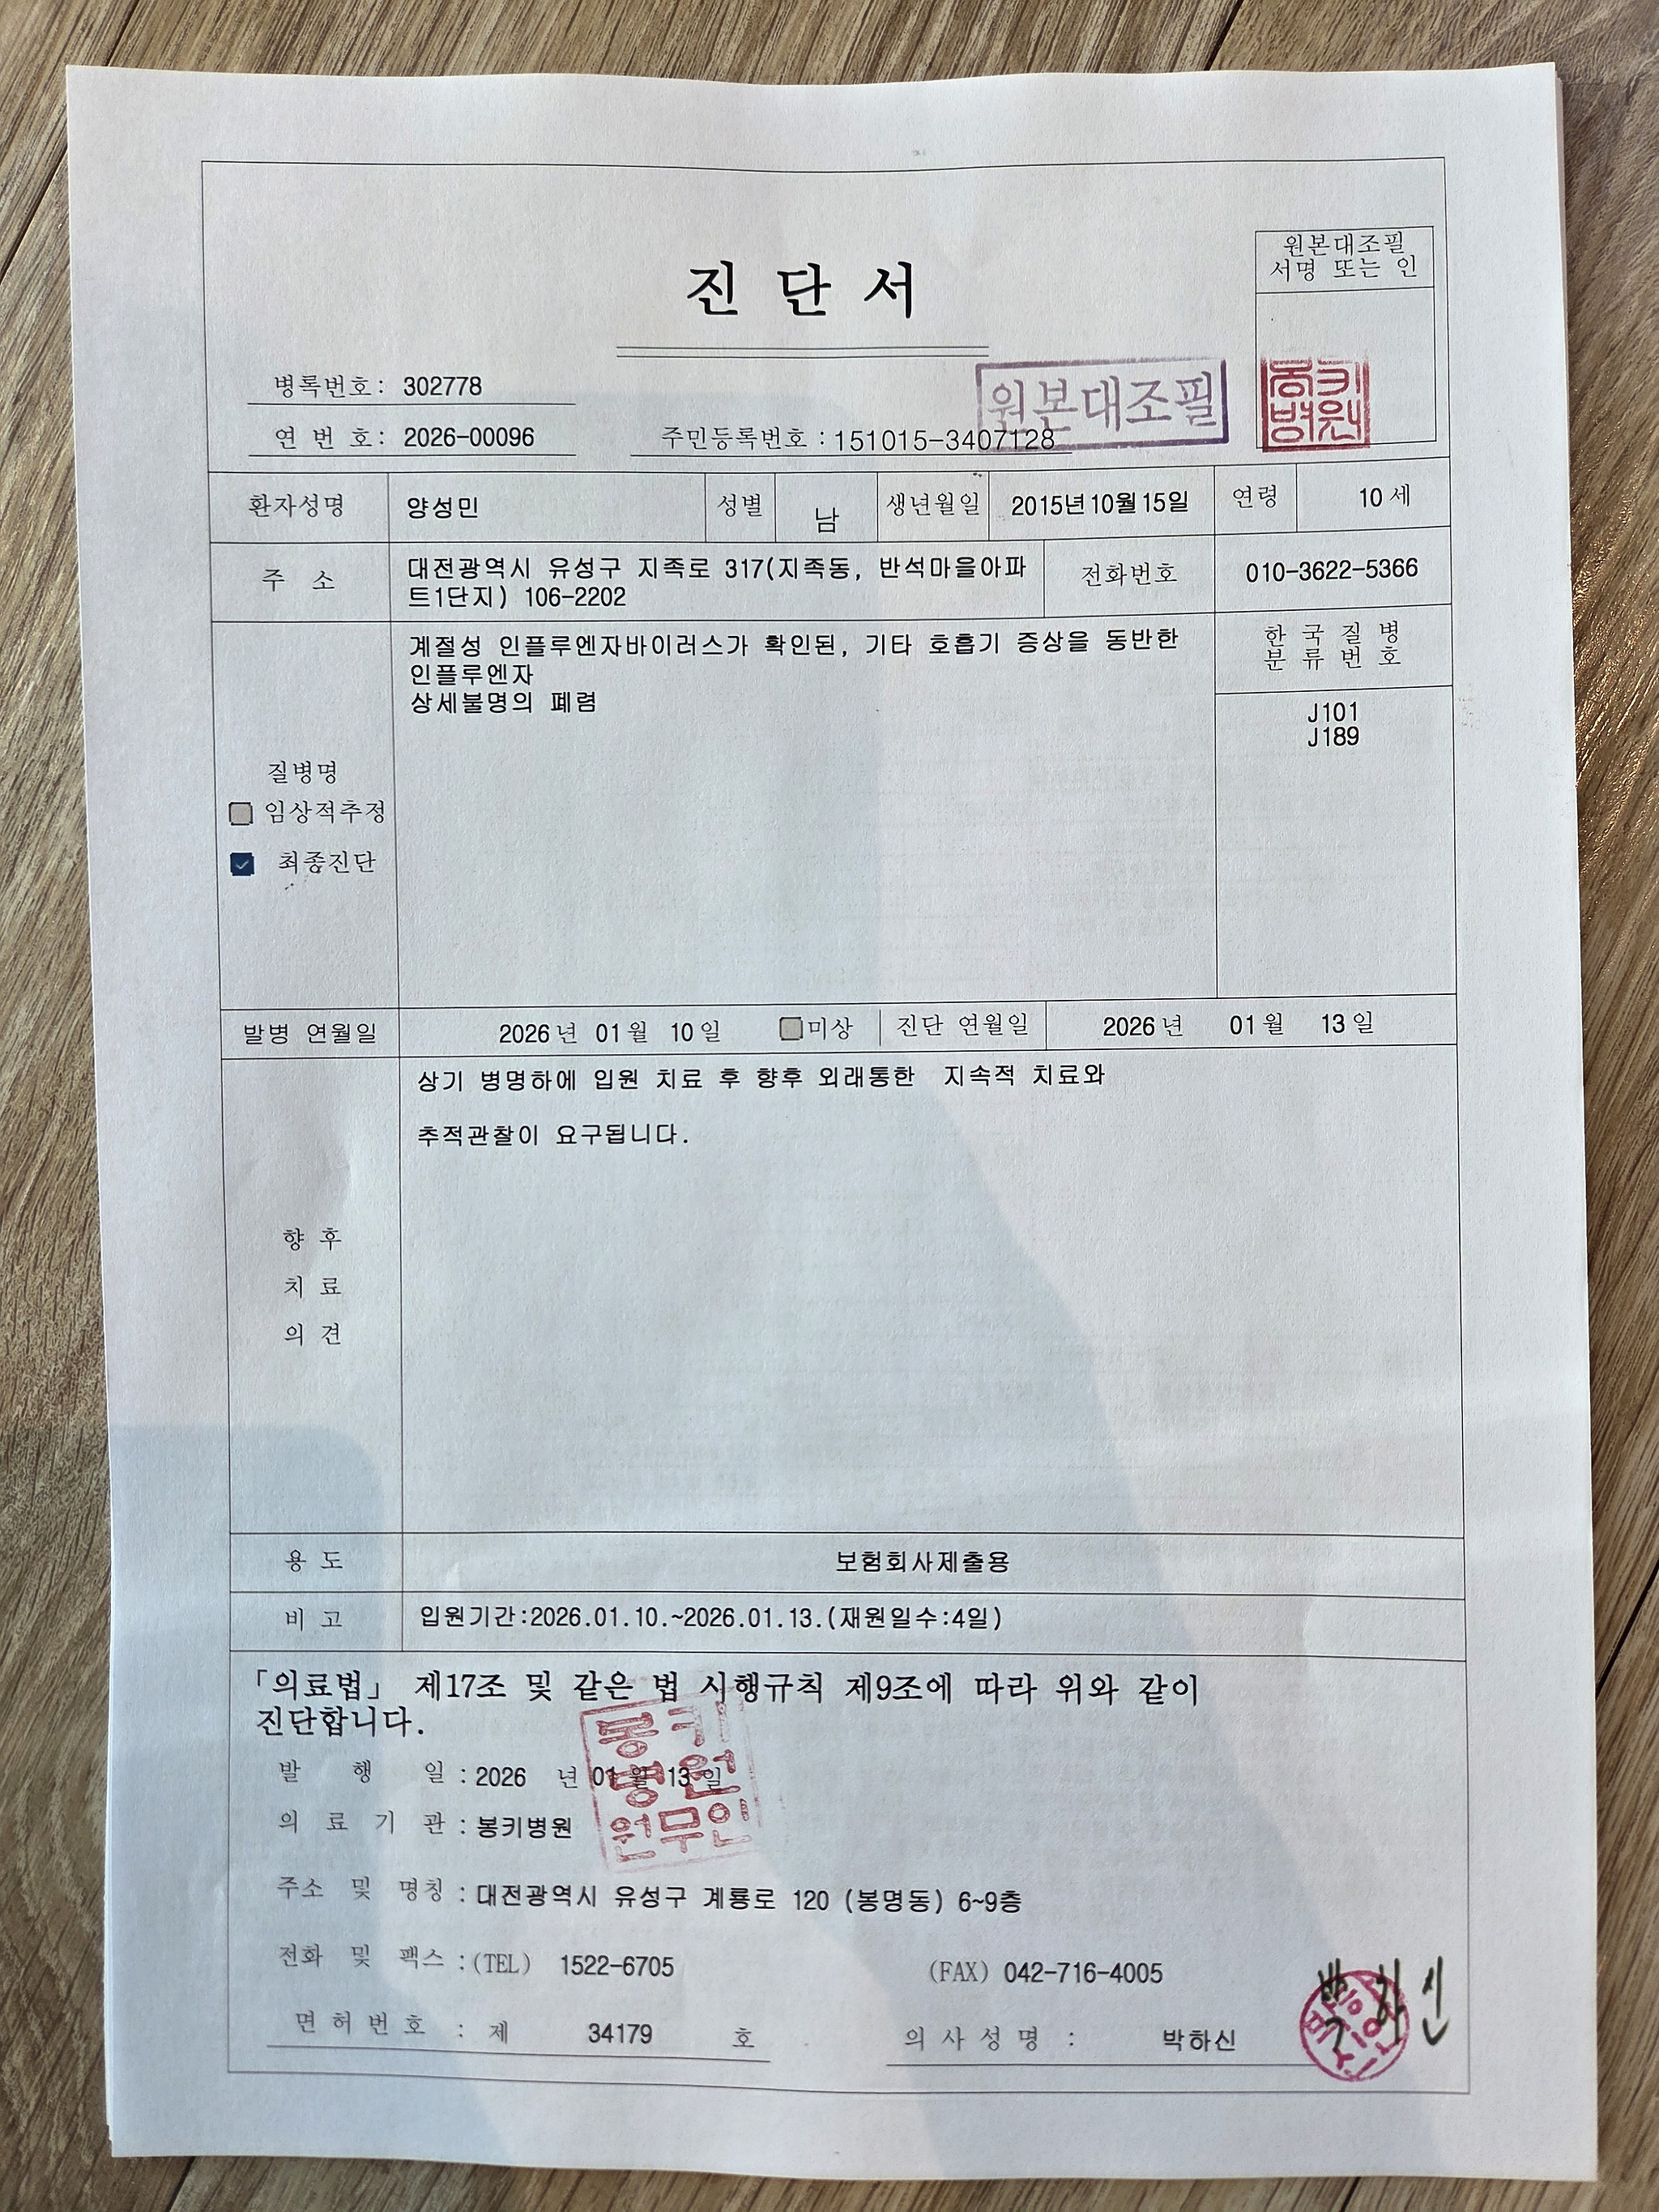 원본대조필
서명 또는 인
진 단 서
병록번호: 302778
원본대조필
봉키
병원
연 번 호: 2026-00096
주민등록번호 : 151015-3407128
환자성명 양성민 성별 남 생년월일 2015년10월15일 연령 10 세
주 소 대전광역시 유성구 지족로 317(지족동, 반석마을아파
트1단지) 106-2202
전화번호 010-3622-5366
계절성 인플루엔자바이러스가 확인된, 기타 호흡기 증상을 동반한
인플루엔자
상세불명의 폐렴
한 국 질 병
분 류 번 호
J101
J189
질병명
임상적추정
최종진단
발병 연월일 2026 년 01 월 10 일 미상 진단 연월일 2026 년 01 월 13 일
상기 병명하에 입원 치료 후 향후 외래통한 지속적 치료와
추적관찰이 요구됩니다.
향 후
치 료
의 견
용 도 보험회사제출용
비 고 입원기간:2026.01.10.~2026.01.13.(재원일수:4일)
「의료법」 제17조 및 같은 법 시행규칙 제9조에 따라 위와 같이
진단합니다.
발 행 일 : 2026 년 01 월 13 일
의 료 기 관 : 봉키병원
봉키
병원
원무인
주소 및 명칭 : 대전광역시 유성구 계룡로 120 (봉명동) 6~9층
전화 및 팩스 : (TEL) 1522-6705 (FAX) 042-716-4005
면 허 번 호 : 제 34179 호 의 사 성 명 : 박하신
박하신